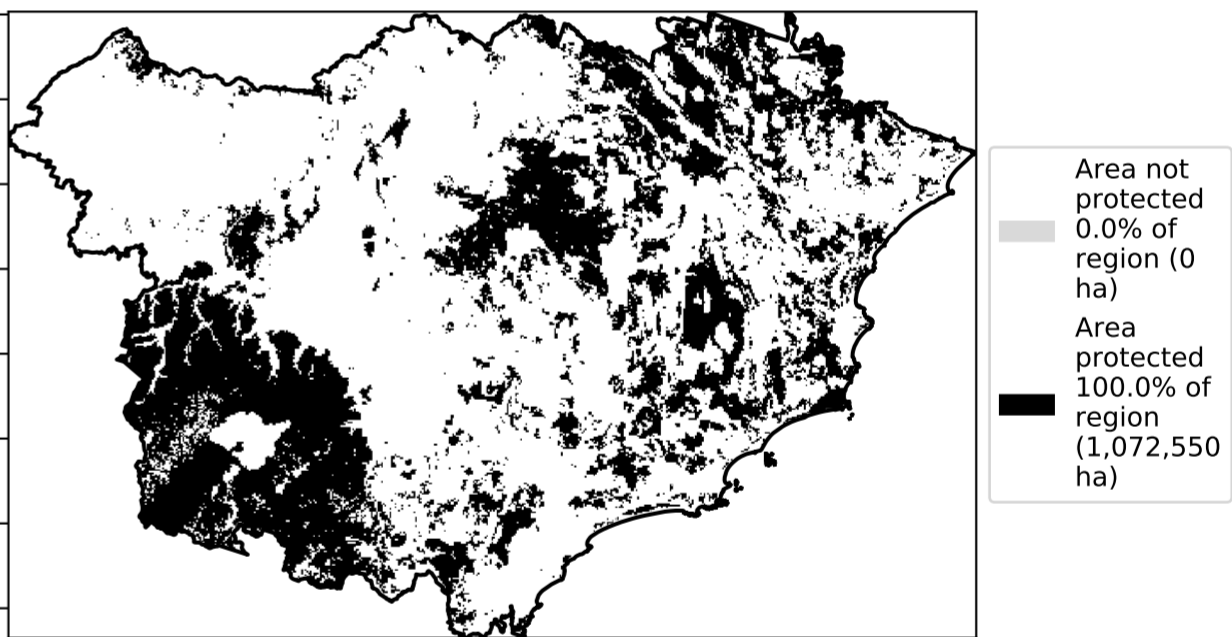 Area not
protected
0.0% of
region (0
ha)
Area
protected
100.0% of
region
(1,072,550
ha)